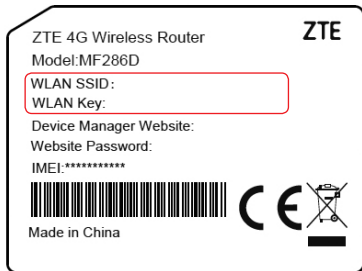 ZTE
ZTE 4G Wireless Router
Model:MF286D
WLAN SSID:
WLAN Key:
Device Manager Website:
Website Password:
IMEI:***********
CE
Made in China